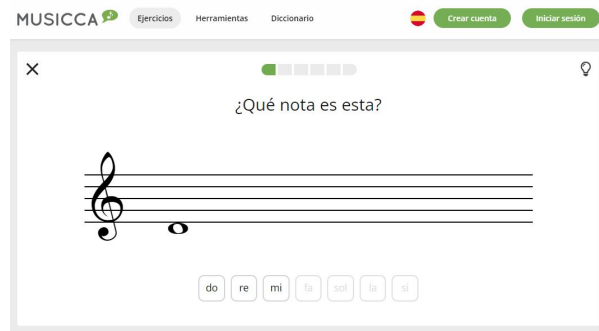 MUSICCA Ejercicios Herramientas Diccionario Crear cuenta Iniciar sesión
¿Qué nota es esta?
do re mi fa sol la si